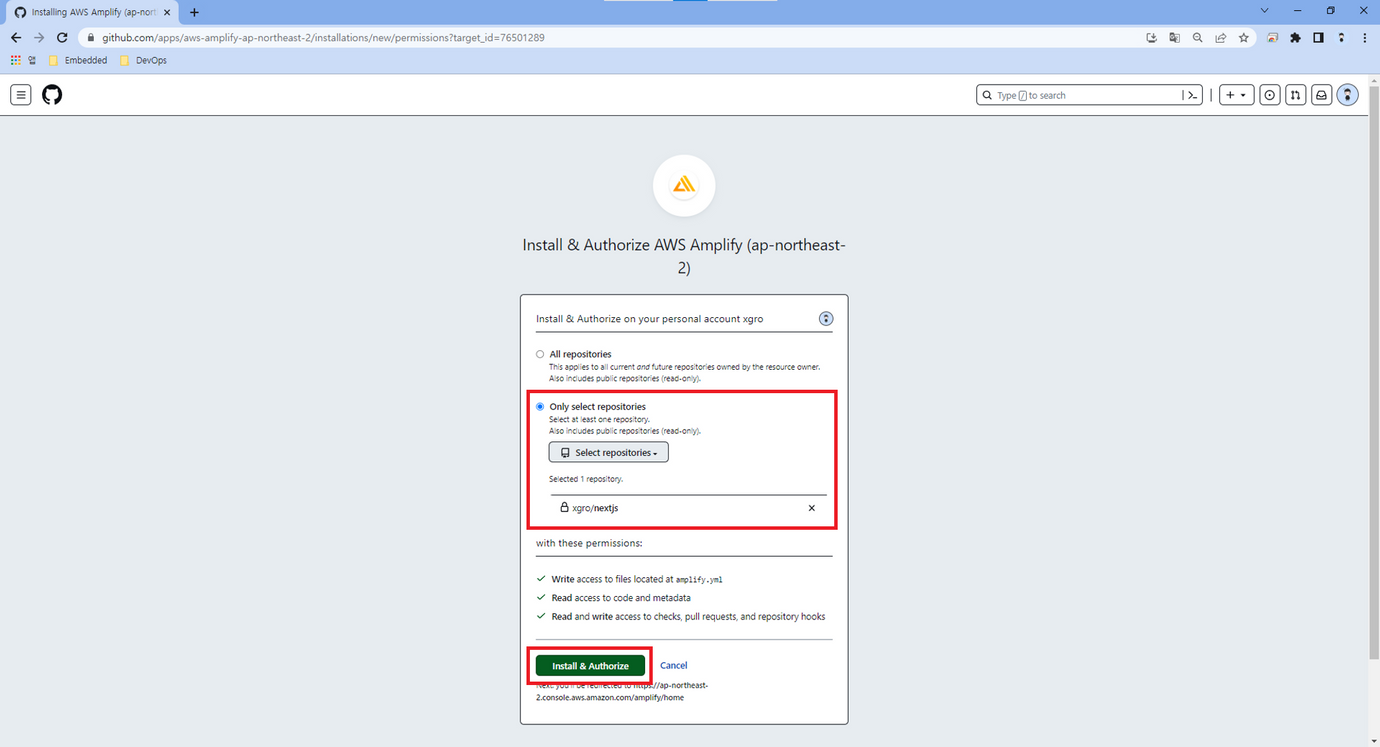 Installing AWS Amplify (ap-nort
github.com/apps/aws-amplify-ap-northeast-2/installations/new/permissions?target_id=76501289
앱
Embedded
DevOps
Type / to search
Install & Authorize AWS Amplify (ap-northeast-
2)
Install & Authorize on your personal account xgro
All repositories
This applies to all current and future repositories owned by the resource owner.
Also includes public repositories (read-only).
Only select repositories
Select at least one repository.
Also includes public repositories (read-only).
Select repositories
Selected 1 repository.
xgro/nextjs
with these permissions:
Write access to files located at amplify.yml
Read access to code and metadata
Read and write access to checks, pull requests, and repository hooks
Install & Authorize Cancel
Next: you'll be redirected to https://ap-northeast-
2.console.aws.amazon.com/amplify/home